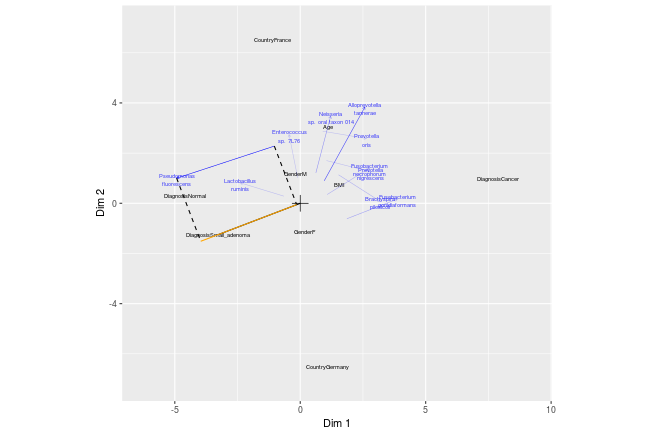 CountryFrance
Alloprevotella
tannerae
Neisseria
sp. oral taxon 014
Age
Enterococcus
sp. 7L76
Prevotella
oris
Fusobacterium
necrophorum
Prevotella
nigrescens
GenderM
Pseudomonas
fluorescens
Lactobacillus
ruminis
BMI
DiagnosisCancer
DiagnosisNormal
Brachyspira
Fusobacterium
GenderF
DiagnosisSmall_adenoma
CountryGermany
4
0
-4
-5
0
5
10
Dim 1
Dim 2